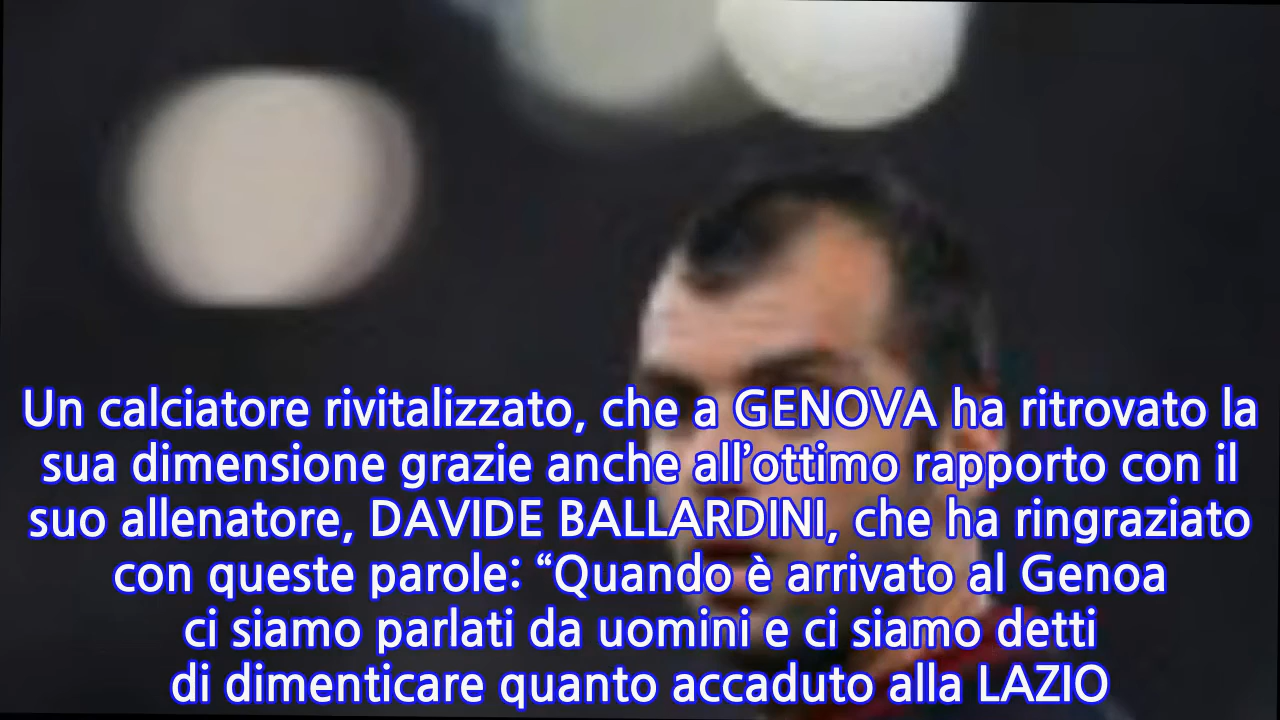 Un calciatore rivitalizzato, che a GENOVA ha ritrovato la
sua dimensione grazie anche all’ottimo rapporto con il
suo allenatore, DAVIDE BALLARDINI, che ha ringraziato
con queste parole: “Quando è arrivato al Genoa
ci siamo parlati da uomini e ci siamo detti
di dimenticare quanto accaduto alla LAZIO